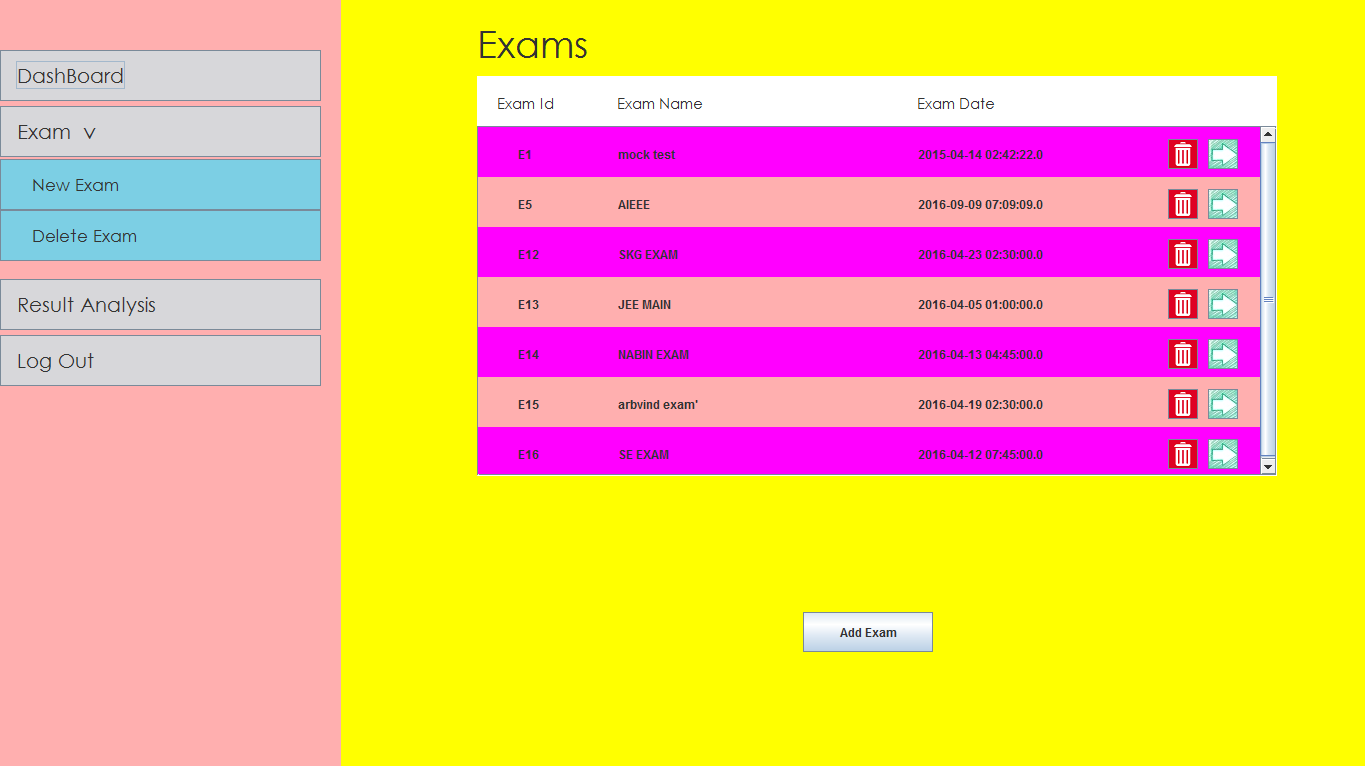 DashBoard
Exam v
New Exam
Delete Exam
Result Analysis
Log Out
Exams
Exam Id Exam Name Exam Date
E1 mock test 2015-04-14 02:42:22.0
E5 AIEEE 2016-09-09 07:09:09.0
E12 SKG EXAM 2016-04-23 02:30:00.0
E13 JEE MAIN 2016-04-05 01:00:00.0
E14 NABIN EXAM 2016-04-13 04:45:00.0
E15 arbvind exam' 2016-04-19 02:30:00.0
E16 SE EXAM 2016-04-12 07:45:00.0
Add Exam